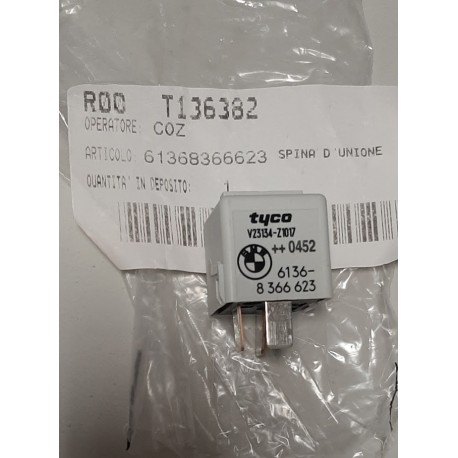 R00 T136382
OPERATORE: COZ
ARTICOLO: 61368366623 SPINA D'UNIONE
QUANTITA' IN DEPOSITO: 1
tyco
V23134-Z1017
BMW ++0452
6136-
8 366 623